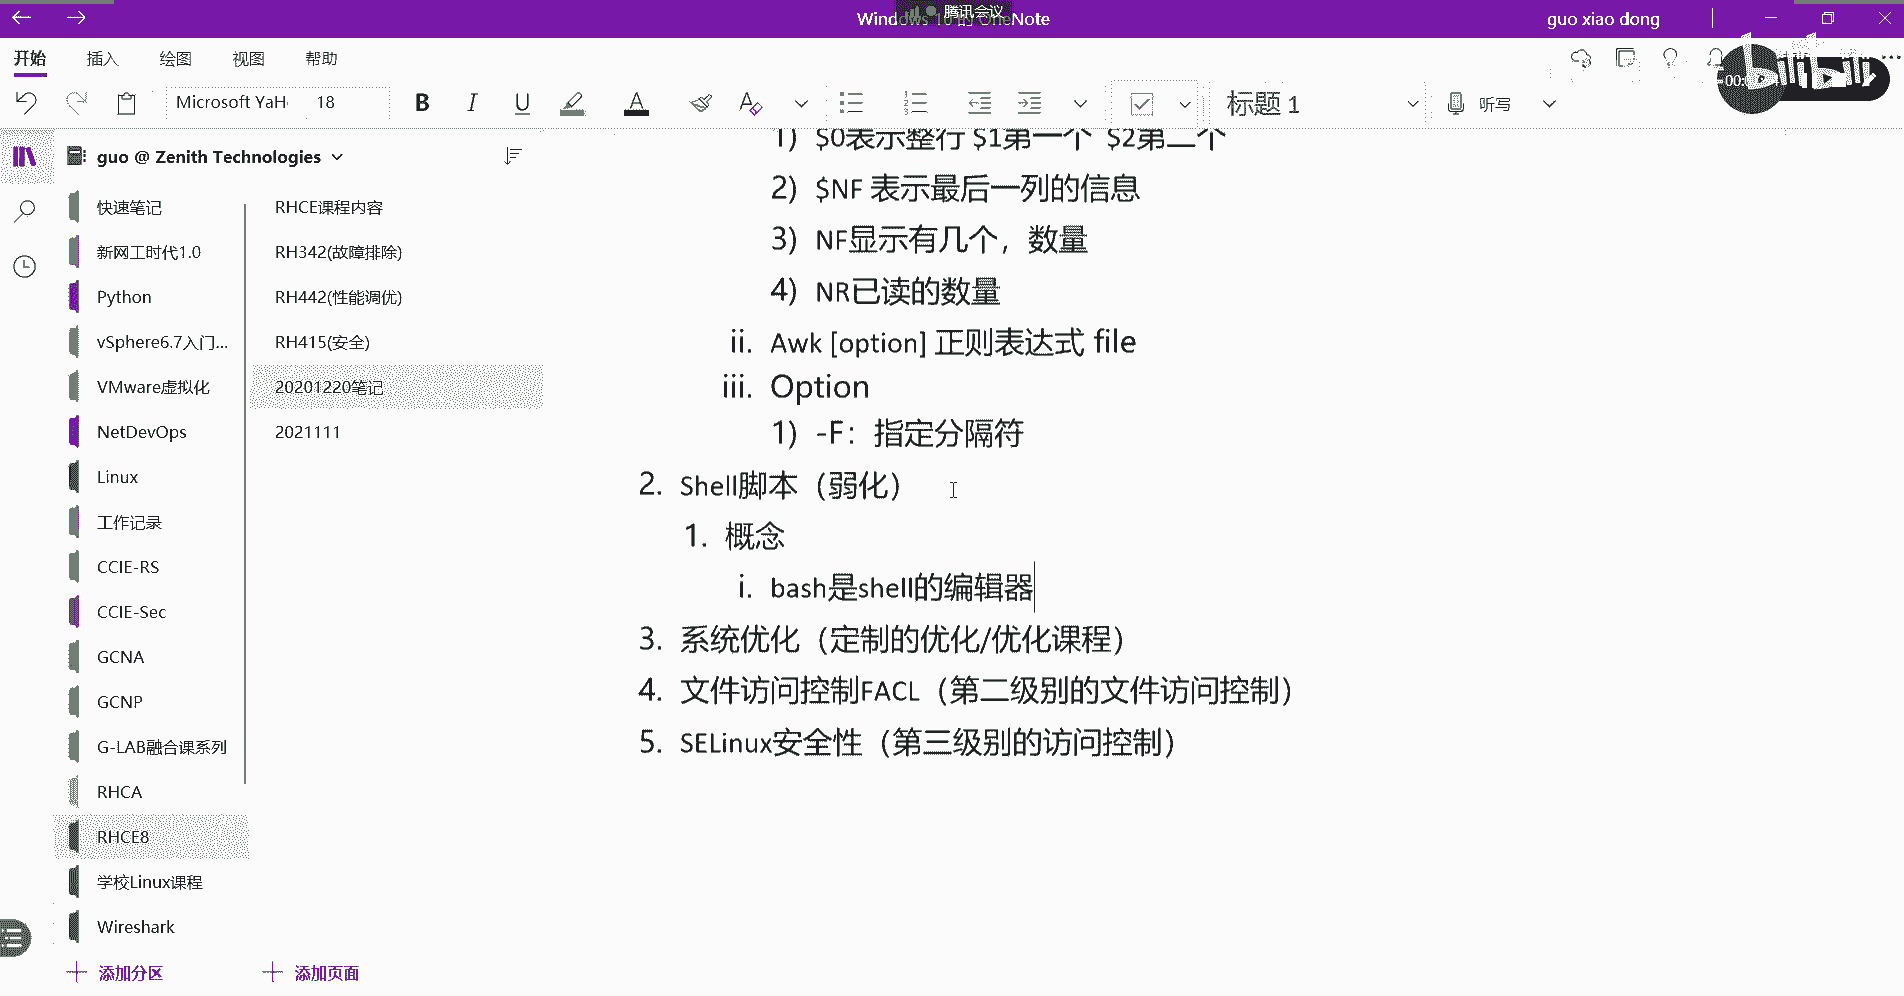 腾讯会议
guo xiao dong
开始 插入 绘图 视图 帮助
Microsoft YaH 18 B I U A 标题 1 听写
bilibili
guo @ Zenith Technologies
快速笔记
新网工时代1.0
Python
vSphere6.7入门...
VMware虚拟化
NetDevOps
Linux
工作记录
CCIE-RS
CCIE-Sec
GCNA
GCNP
G-LAB融合课系列
RHCA
RHCE8
学校Linux课程
Wireshark
添加分区
RHCE课程内容
RH342(故障排除)
RH442(性能调优)
RH415(安全)
20201220笔记
2021111
添加页面
1) $0表示整行 $1第一个 $2第二个
2) $NF 表示最后一列的信息
3) NF显示有几个，数量
4) NR已读的数量
ii. Awk [option] 正则表达式 file
iii. Option
1) -F：指定分隔符
2. Shell脚本（弱化）
1. 概念
i. bash是shell的编辑器
3. 系统优化（定制的优化/优化课程）
4. 文件访问控制FACL（第二级别的文件访问控制）
5. SELinux安全性（第三级别的访问控制）